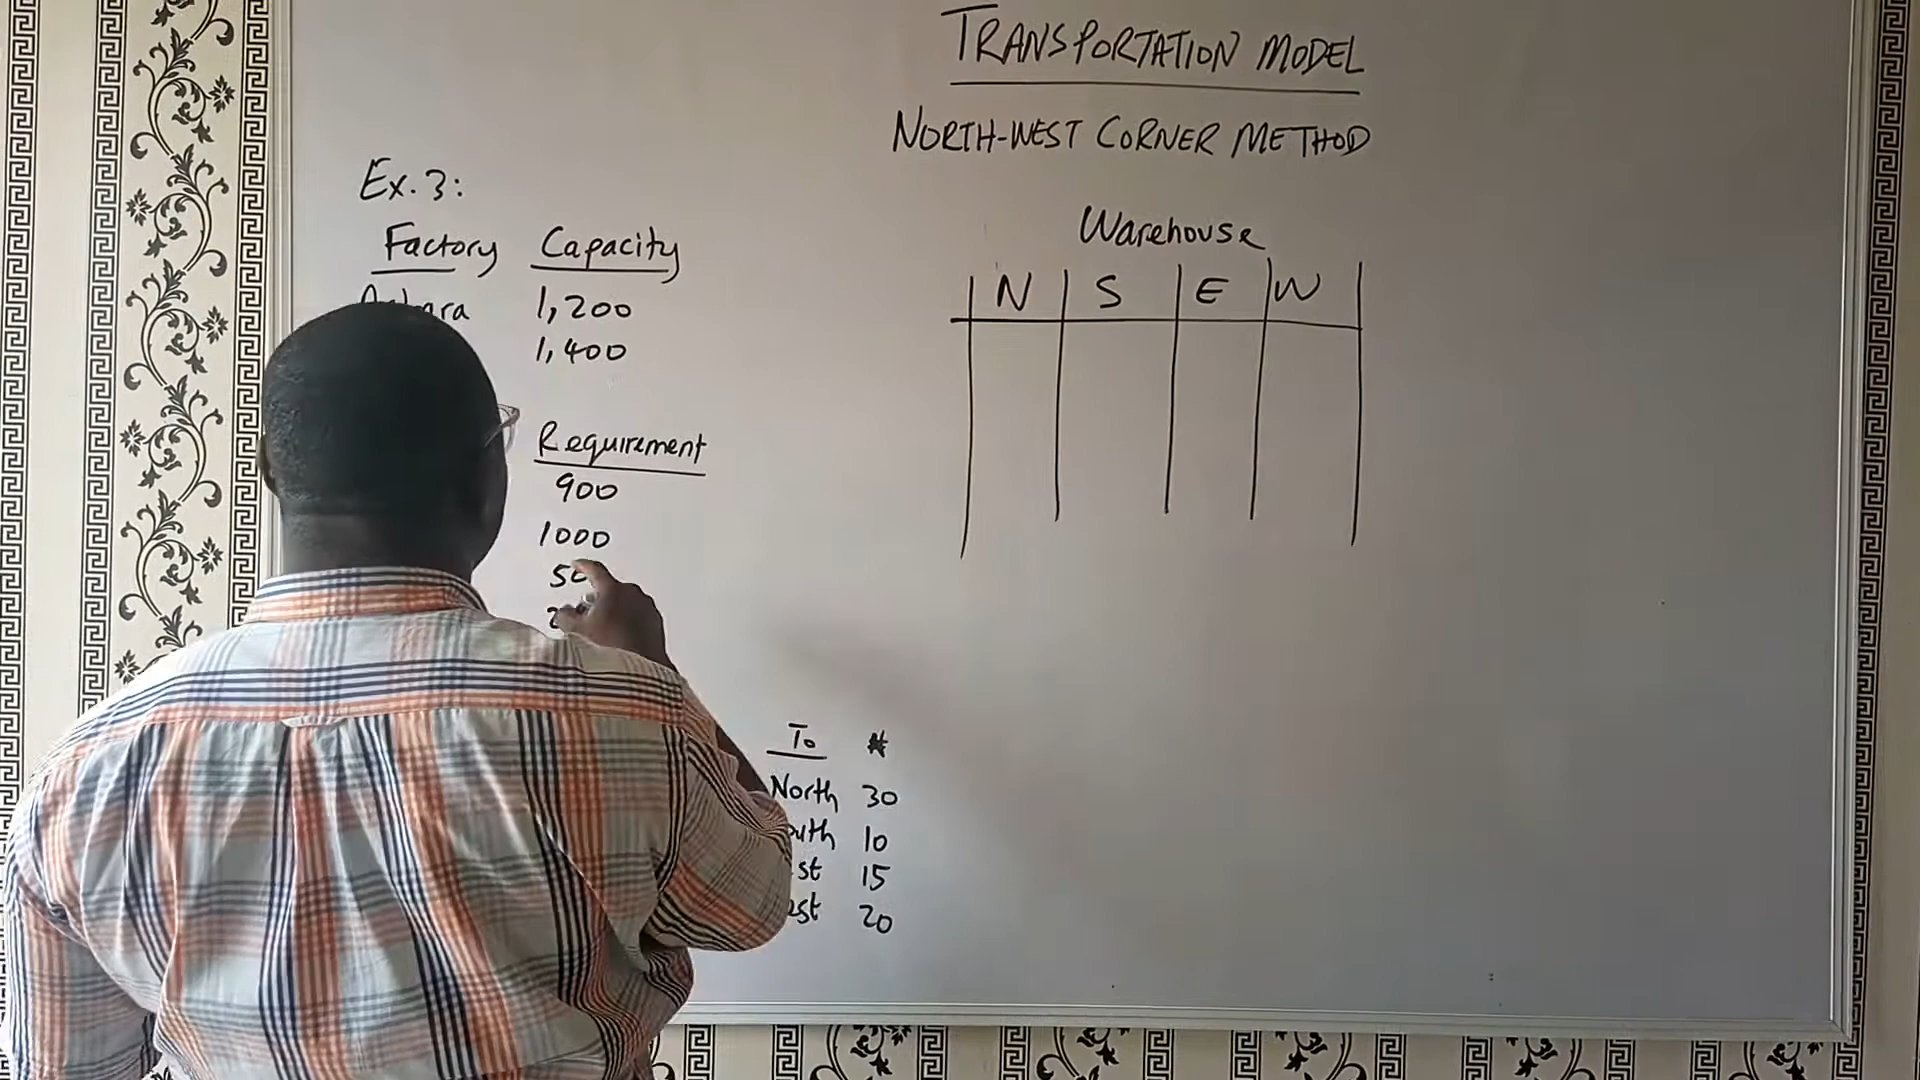 TRANSPORTATION MODEL
NORTH-WEST CORNER METHOD
Ex. 3:
Factory Capacity
1,200
1,400
Requirement
900
1000
Warehouse
N S E W
To ₦
North 30
10
15
20